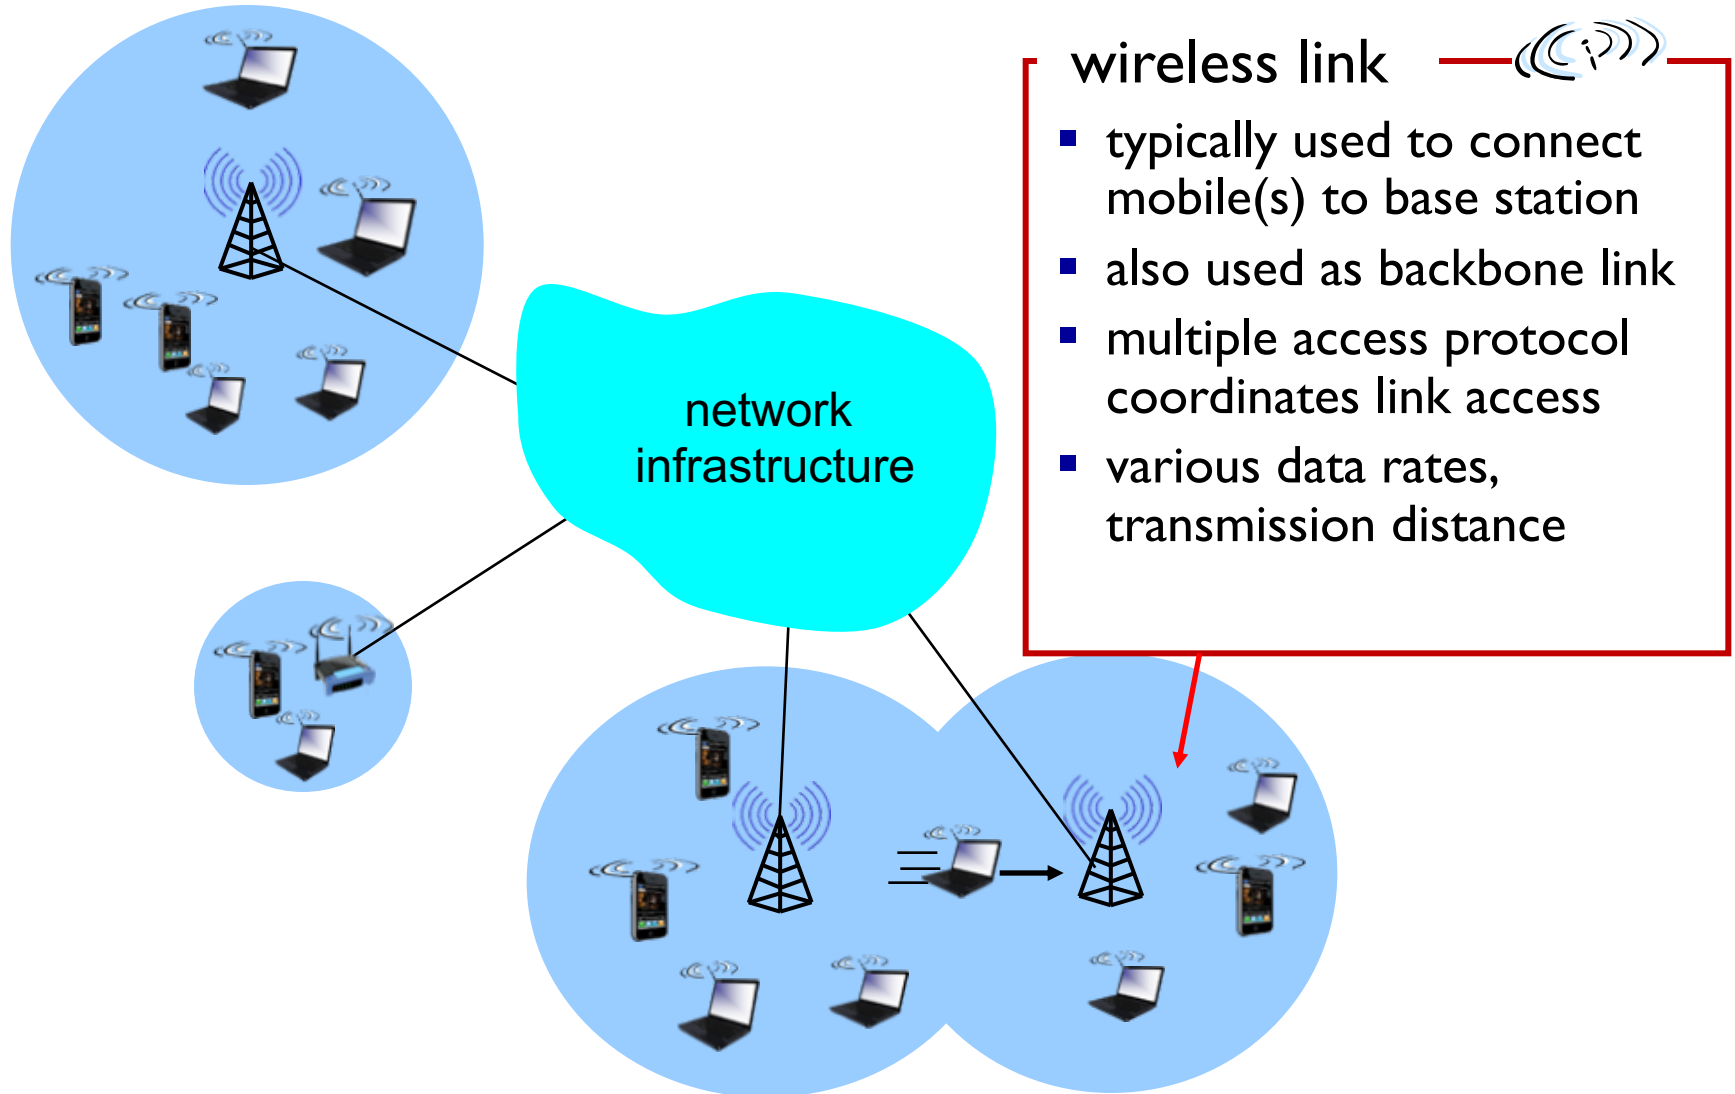 wireless link
typically used to connect
mobile(s) to base station
also used as backbone link
multiple access protocol
coordinates link access
various data rates,
transmission distance
network
infrastructure